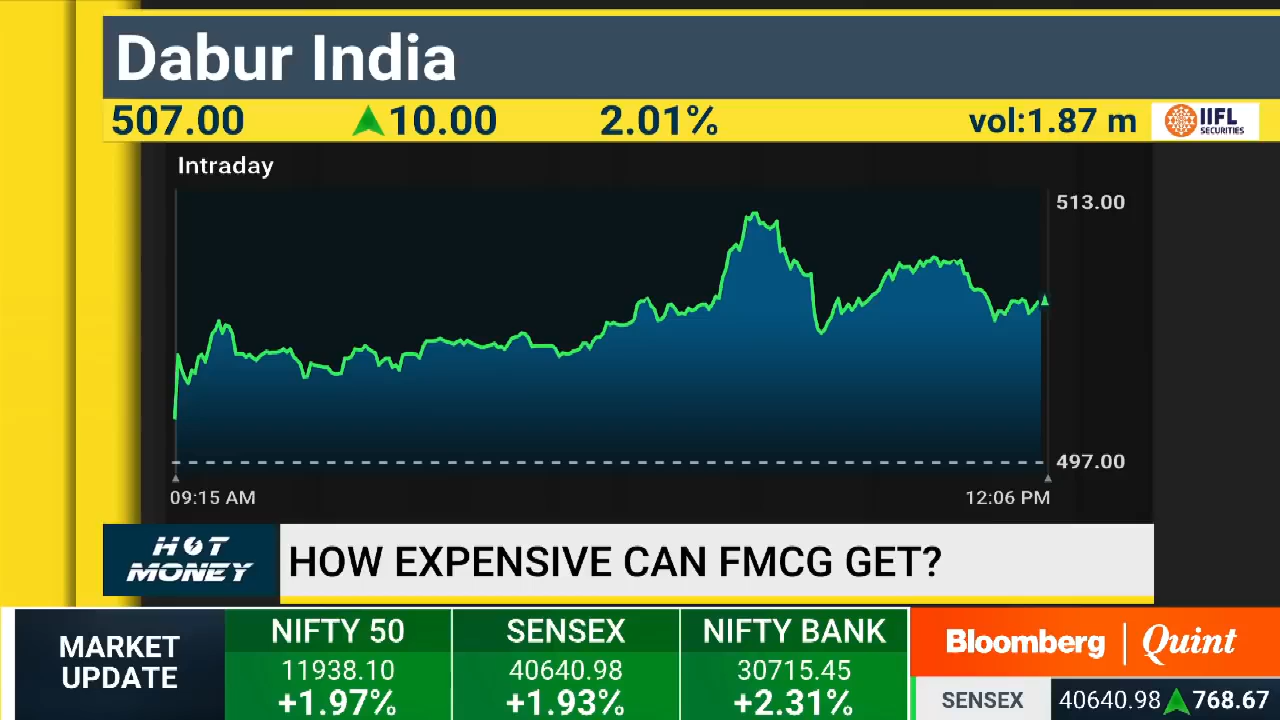 Dabur India
507.00 ▲10.00 2.01% vol:1.87 m IIFL SECURITIES
Intraday
513.00
497.00
09:15 AM 12:06 PM
HOT MONEY
HOW EXPENSIVE CAN FMCG GET?
MARKET UPDATE
NIFTY 50
11938.10
+1.97%
SENSEX
40640.98
+1.93%
NIFTY BANK
30715.45
+2.31%
Bloomberg | Quint
SENSEX 40640.98 ▲768.67